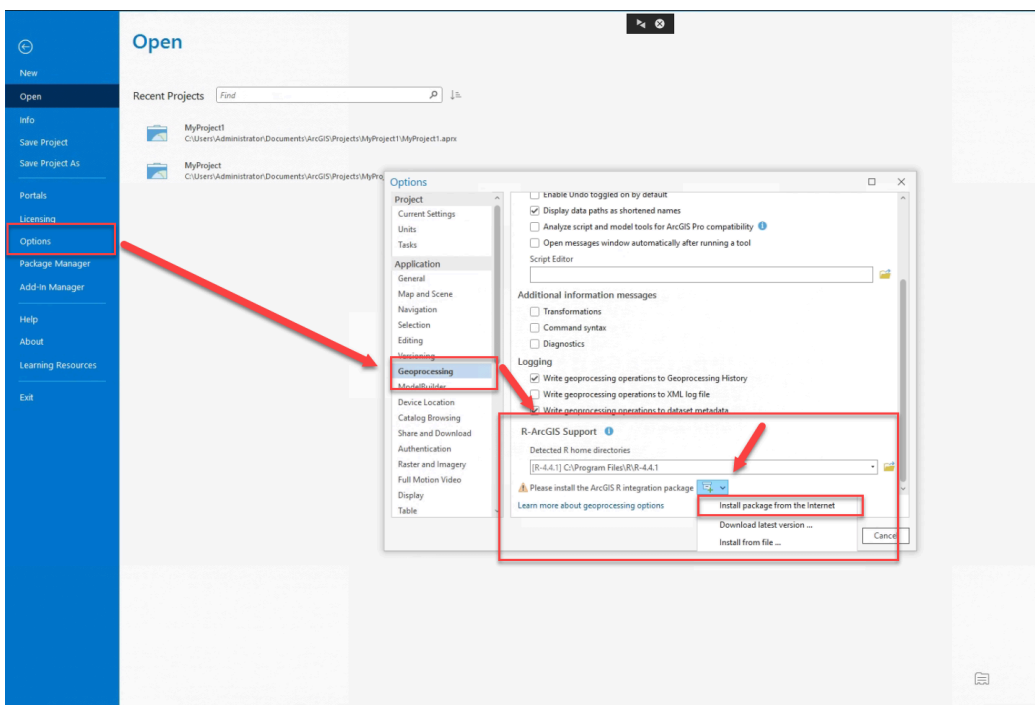 Open
New
Open
Info
Save Project
Save Project As
Portals
Licensing
Options
Package Manager
Add-In Manager
Help
About
Learning Resources
Exit
Recent Projects
Find
MyProject1
C:\Users\Administrator\Documents\ArcGIS\Projects\MyProject1\MyProject1.aprx
MyProject
C:\Users\Administrator\Documents\ArcGIS\Projects\MyPro
Options
Project
Current Settings
Units
Tasks
Application
General
Map and Scene
Navigation
Selection
Editing
Versioning
Geoprocessing
ModelBuilder
Device Location
Catalog Browsing
Share and Download
Authentication
Raster and Imagery
Full Motion Video
Display
Table
Enable Undo toggled on by default
Display data paths as shortened names
Analyze script and model tools for ArcGIS Pro compatibility
Open messages window automatically after running a tool
Script Editor
Additional information messages
Transformations
Command syntax
Diagnostics
Logging
Write geoprocessing operations to Geoprocessing History
Write geoprocessing operations to XML log file
Write geoprocessing operations to dataset metadata
R-ArcGIS Support
Detected R home directories
[R-4.4.1] C:\Program Files\R\R-4.4.1
Please install the ArcGIS R integration package
Learn more about geoprocessing options
Install package from the Internet
Download latest version ...
Install from file ...
Cancel